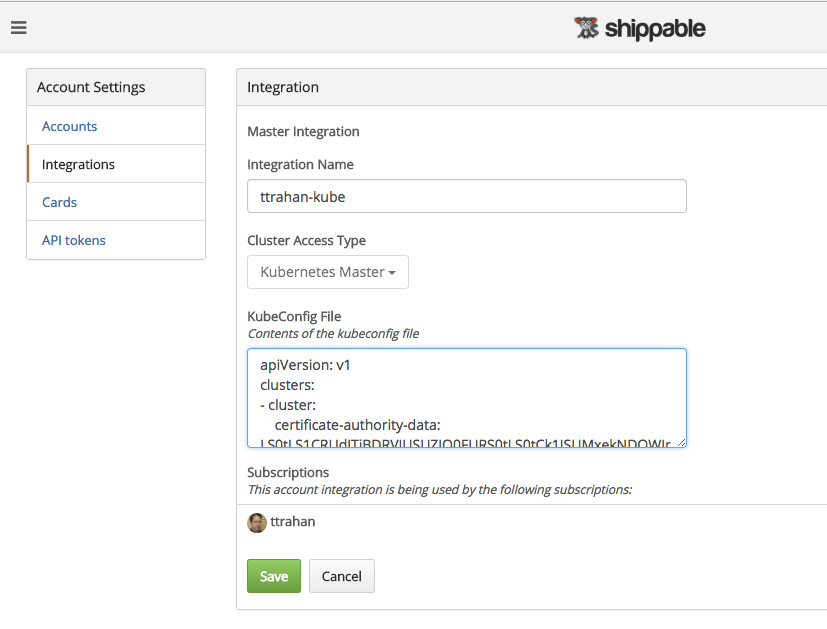 shippable
Account Settings
Accounts
Integrations
Cards
API tokens
Integration
Master Integration
Integration Name
ttrahan-kube
Cluster Access Type
Kubernetes Master
KubeConfig File
Contents of the kubeconfig file
apiVersion: v1
clusters:
- cluster:
certificate-authority-data:
Subscriptions
This account integration is being used by the following subscriptions:
ttrahan
Save
Cancel